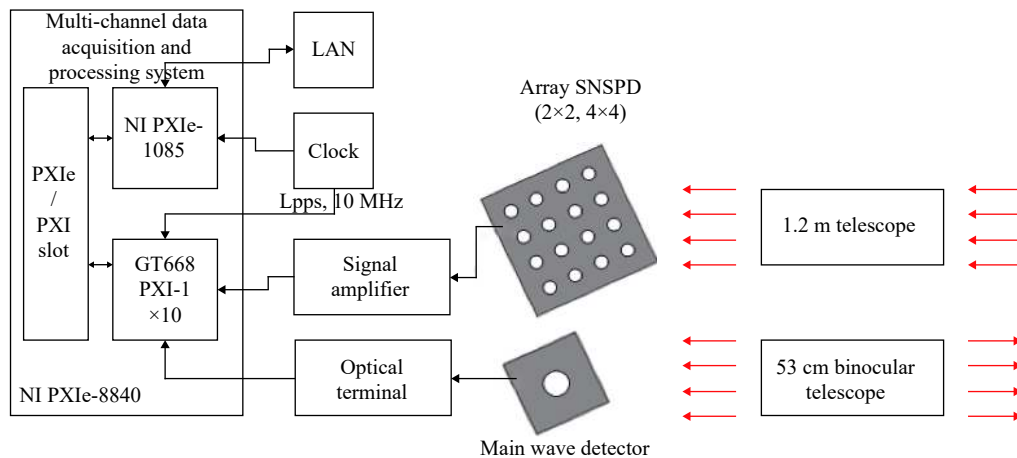 Multi-channel data
acquisition and
processing system
LAN
NI PXIe-
1085
Clock
PXIe
/
PXI
slot
Lpps, 10 MHz
GT668
PXI-1
×10
Signal
amplifier
Optical
terminal
NI PXIe-8840
Array SNSPD
(2×2, 4×4)
1.2 m telescope
53 cm binocular
telescope
Main wave detector